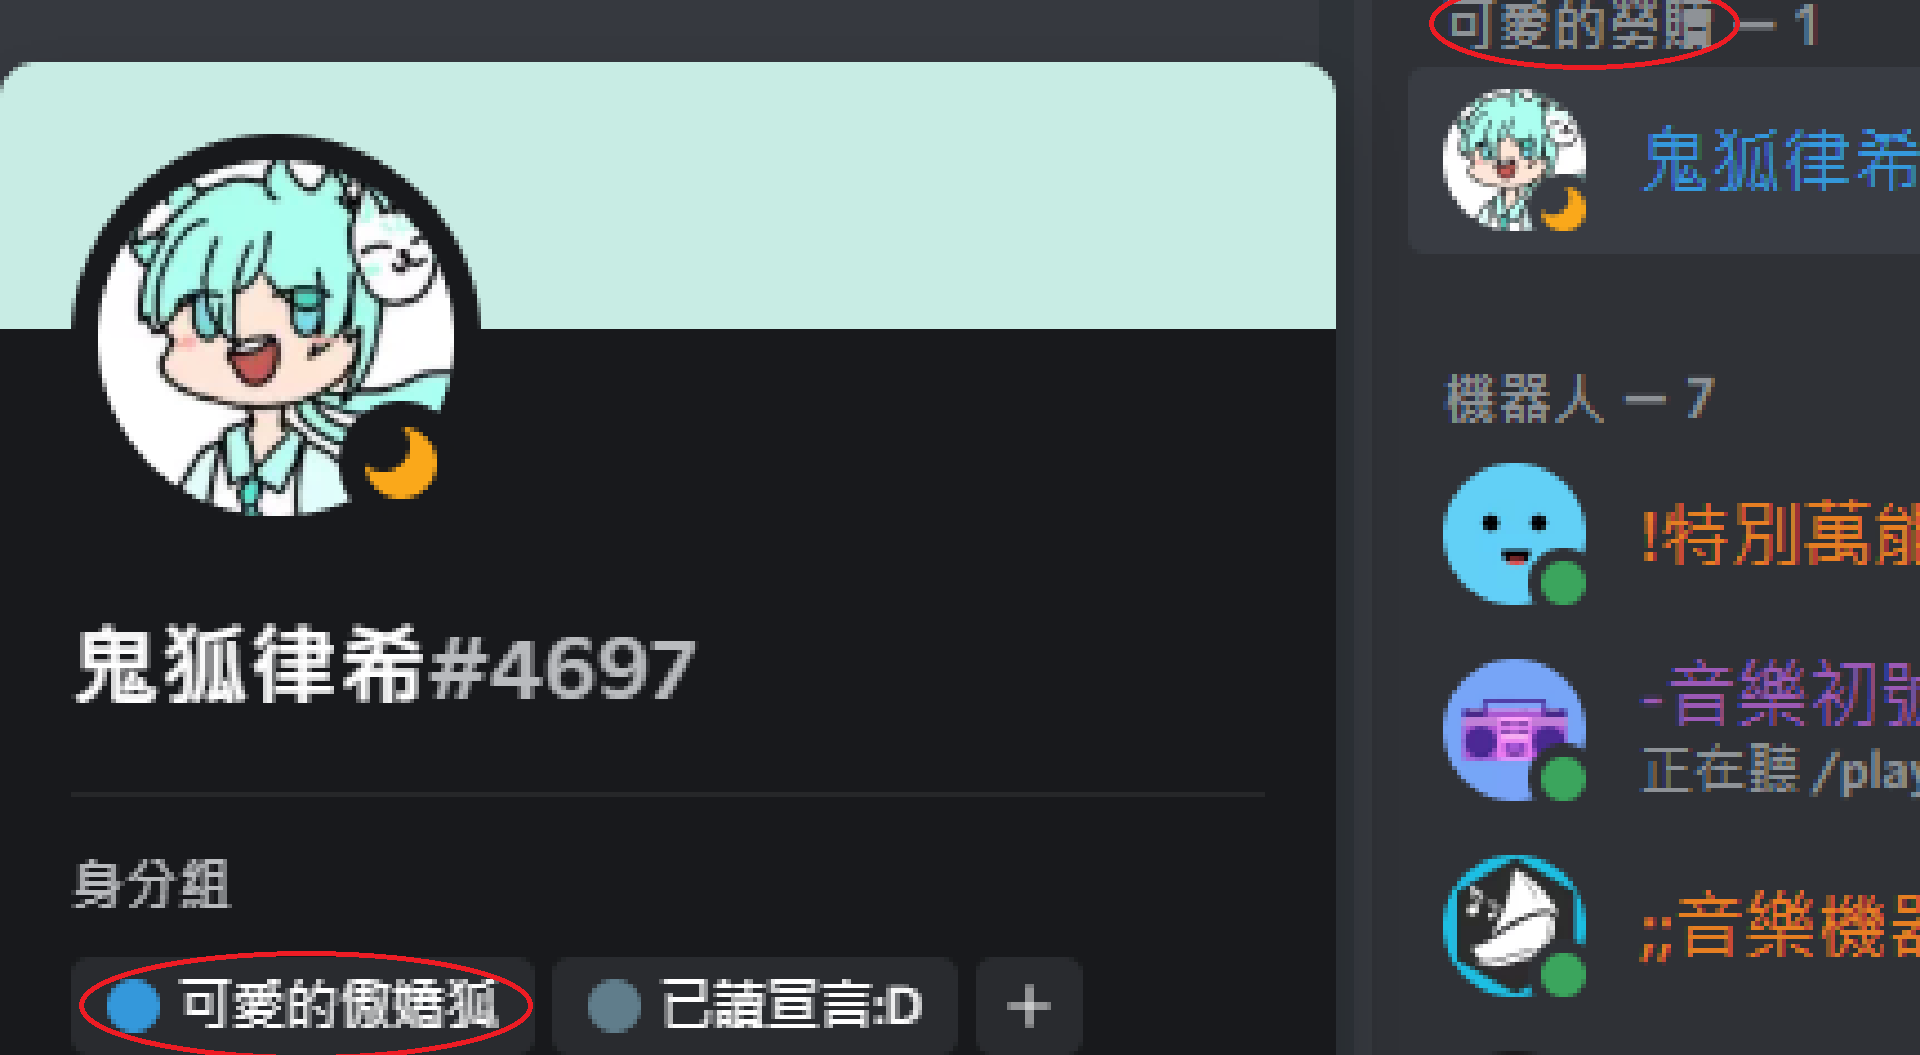 可愛的勞贖 — 1
鬼狐律希
機器人 — 7
!特別萬能
-音樂初號
正在聽 /play
;;音樂機器
鬼狐律希#4697
身分組
可愛的傲嬌狐
已讀宣言:D
+